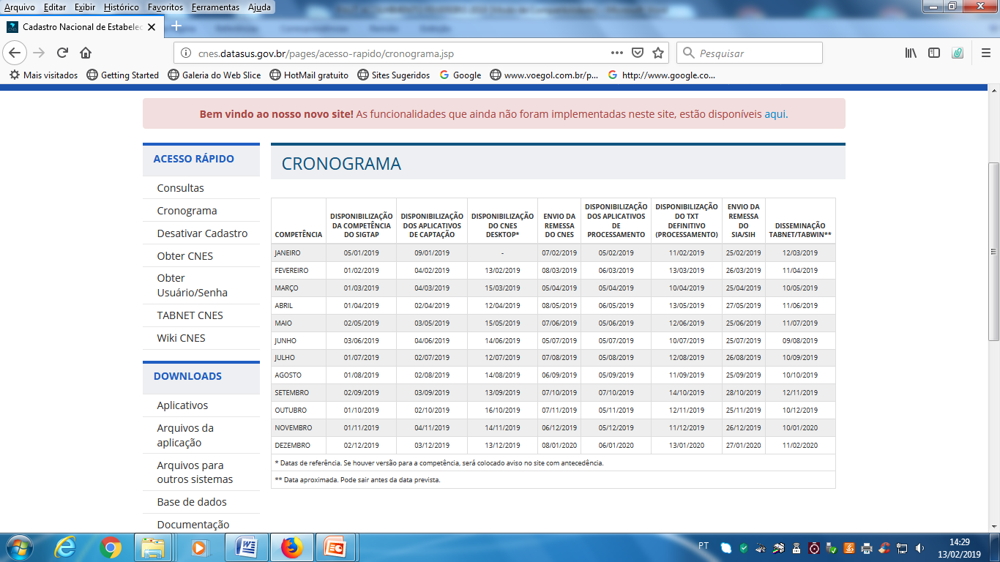 Arquivo Editar Exibir Histórico Favoritos Ferramentas Ajuda
Cadastro Nacional de Estabelec
cnes.datasus.gov.br/pages/acesso-rapido/cronograma.jsp
Pesquisar
Mais visitados Getting Started Galeria do Web Slice HotMail gratuito Sites Sugeridos Google www.voegol.com.br/p... http://www.google.co...
Bem vindo ao nosso novo site! As funcionalidades que ainda não foram implementadas neste site, estão disponíveis aqui.
ACESSO RÁPIDO
Consultas
Cronograma
Desativar Cadastro
Obter CNES
Obter
Usuário/Senha
TABNET CNES
Wiki CNES
DOWNLOADS
Aplicativos
Arquivos da
aplicação
Arquivos para
outros sistemas
Base de dados
Documentação
CRONOGRAMA
COMPETÊNCIA
DISPONIBILIZAÇÃO
DA COMPETÊNCIA
DO SIGTAP
DISPONIBILIZAÇÃO
DOS APLICATIVOS
DE CAPTAÇÃO
DISPONIBILIZAÇÃO
DO CNES
DESKTOP*
ENVIO DA
REMESSA
DO CNES
DISPONIBILIZAÇÃO
DOS APLICATIVOS
DE
PROCESSAMENTO
DISPONIBILIZAÇÃO
DO TXT
DEFINITIVO
(PROCESSAMENTO)
ENVIO DA
REMESSA
DO
SIA/SIH
DISSEMINAÇÃO
TABNET/TABWIN**
JANEIRO 05/01/2019 09/01/2019 - 07/02/2019 05/02/2019 11/02/2019 25/02/2019 12/03/2019
FEVEREIRO 01/02/2019 04/02/2019 13/02/2019 08/03/2019 06/03/2019 13/03/2019 26/03/2019 11/04/2019
MARÇO 01/03/2019 04/03/2019 15/03/2019 05/04/2019 05/04/2019 10/04/2019 25/04/2019 10/05/2019
ABRIL 01/04/2019 02/04/2019 12/04/2019 08/05/2019 06/05/2019 13/05/2019 27/05/2019 11/06/2019
MAIO 02/05/2019 03/05/2019 15/05/2019 07/06/2019 05/06/2019 12/06/2019 25/06/2019 11/07/2019
JUNHO 03/06/2019 04/06/2019 14/06/2019 05/07/2019 05/07/2019 10/07/2019 25/07/2019 09/08/2019
JULHO 01/07/2019 02/07/2019 12/07/2019 07/08/2019 05/08/2019 12/08/2019 26/08/2019 10/09/2019
AGOSTO 01/08/2019 02/08/2019 14/08/2019 06/09/2019 05/09/2019 11/09/2019 25/09/2019 10/10/2019
SETEMBRO 02/09/2019 03/09/2019 13/09/2019 07/10/2019 07/10/2019 14/10/2019 28/10/2019 12/11/2019
OUTUBRO 01/10/2019 02/10/2019 16/10/2019 07/11/2019 05/11/2019 12/11/2019 25/11/2019 10/12/2019
NOVEMBRO 01/11/2019 04/11/2019 14/11/2019 06/12/2019 05/12/2019 11/12/2019 26/12/2019 10/01/2020
DEZEMBRO 02/12/2019 03/12/2019 13/12/2019 08/01/2020 06/01/2020 13/01/2020 27/01/2020 11/02/2020
* Datas de referência. Se houver versão para a competência, será colocado aviso no site com antecedência.
** Data aproximada. Pode sair antes da data prevista.
PT
14:29
13/02/2019